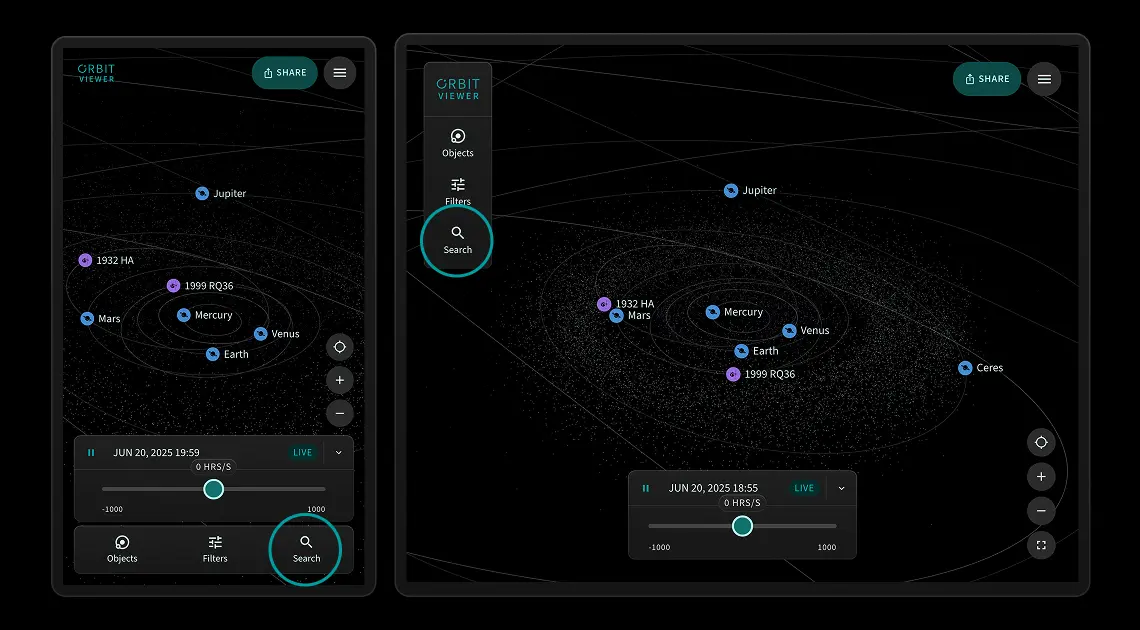 ORBIT
VIEWER
SHARE
Jupiter
1932 HA
1999 RQ36
Mercury
Mars
Venus
Earth
JUN 20, 2025 19:59
LIVE
0 HRS/S
-1000
1000
Objects
Filters
Search
ORBIT
VIEWER
SHARE
Objects
Filters
Search
Jupiter
1932 HA
Mars
Mercury
Venus
Earth
Ceres
1999 RQ36
JUN 20, 2025 18:55
LIVE
0 HRS/S
-1000
1000